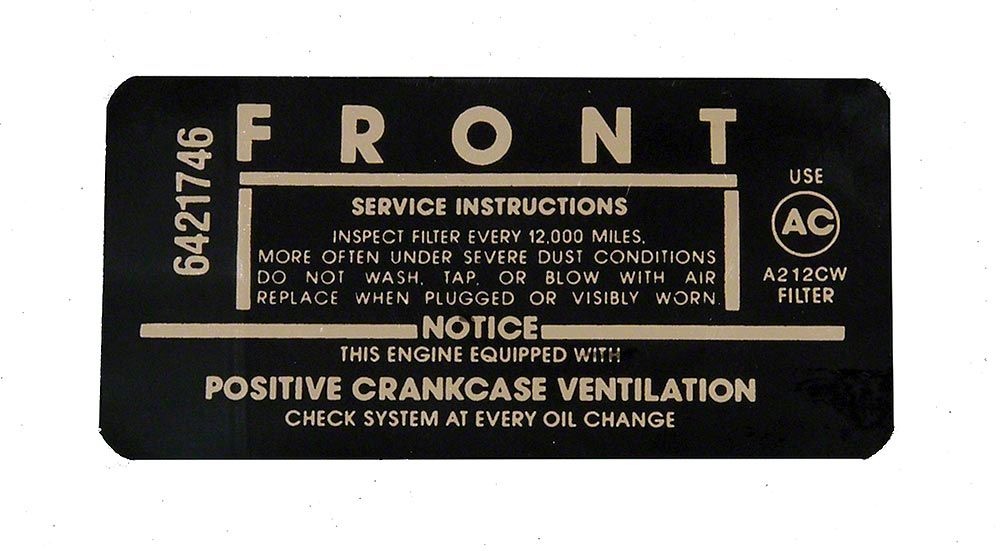 6421746
FRONT
SERVICE INSTRUCTIONS
INSPECT FILTER EVERY 12,000 MILES,
MORE OFTEN UNDER SEVERE DUST CONDITIONS
DO NOT WASH, TAP, OR BLOW WITH AIR
REPLACE WHEN PLUGGED OR VISIBLY WORN.
USE
AC
A212CW
FILTER
NOTICE
THIS ENGINE EQUIPPED WITH
POSITIVE CRANKCASE VENTILATION
CHECK SYSTEM AT EVERY OIL CHANGE